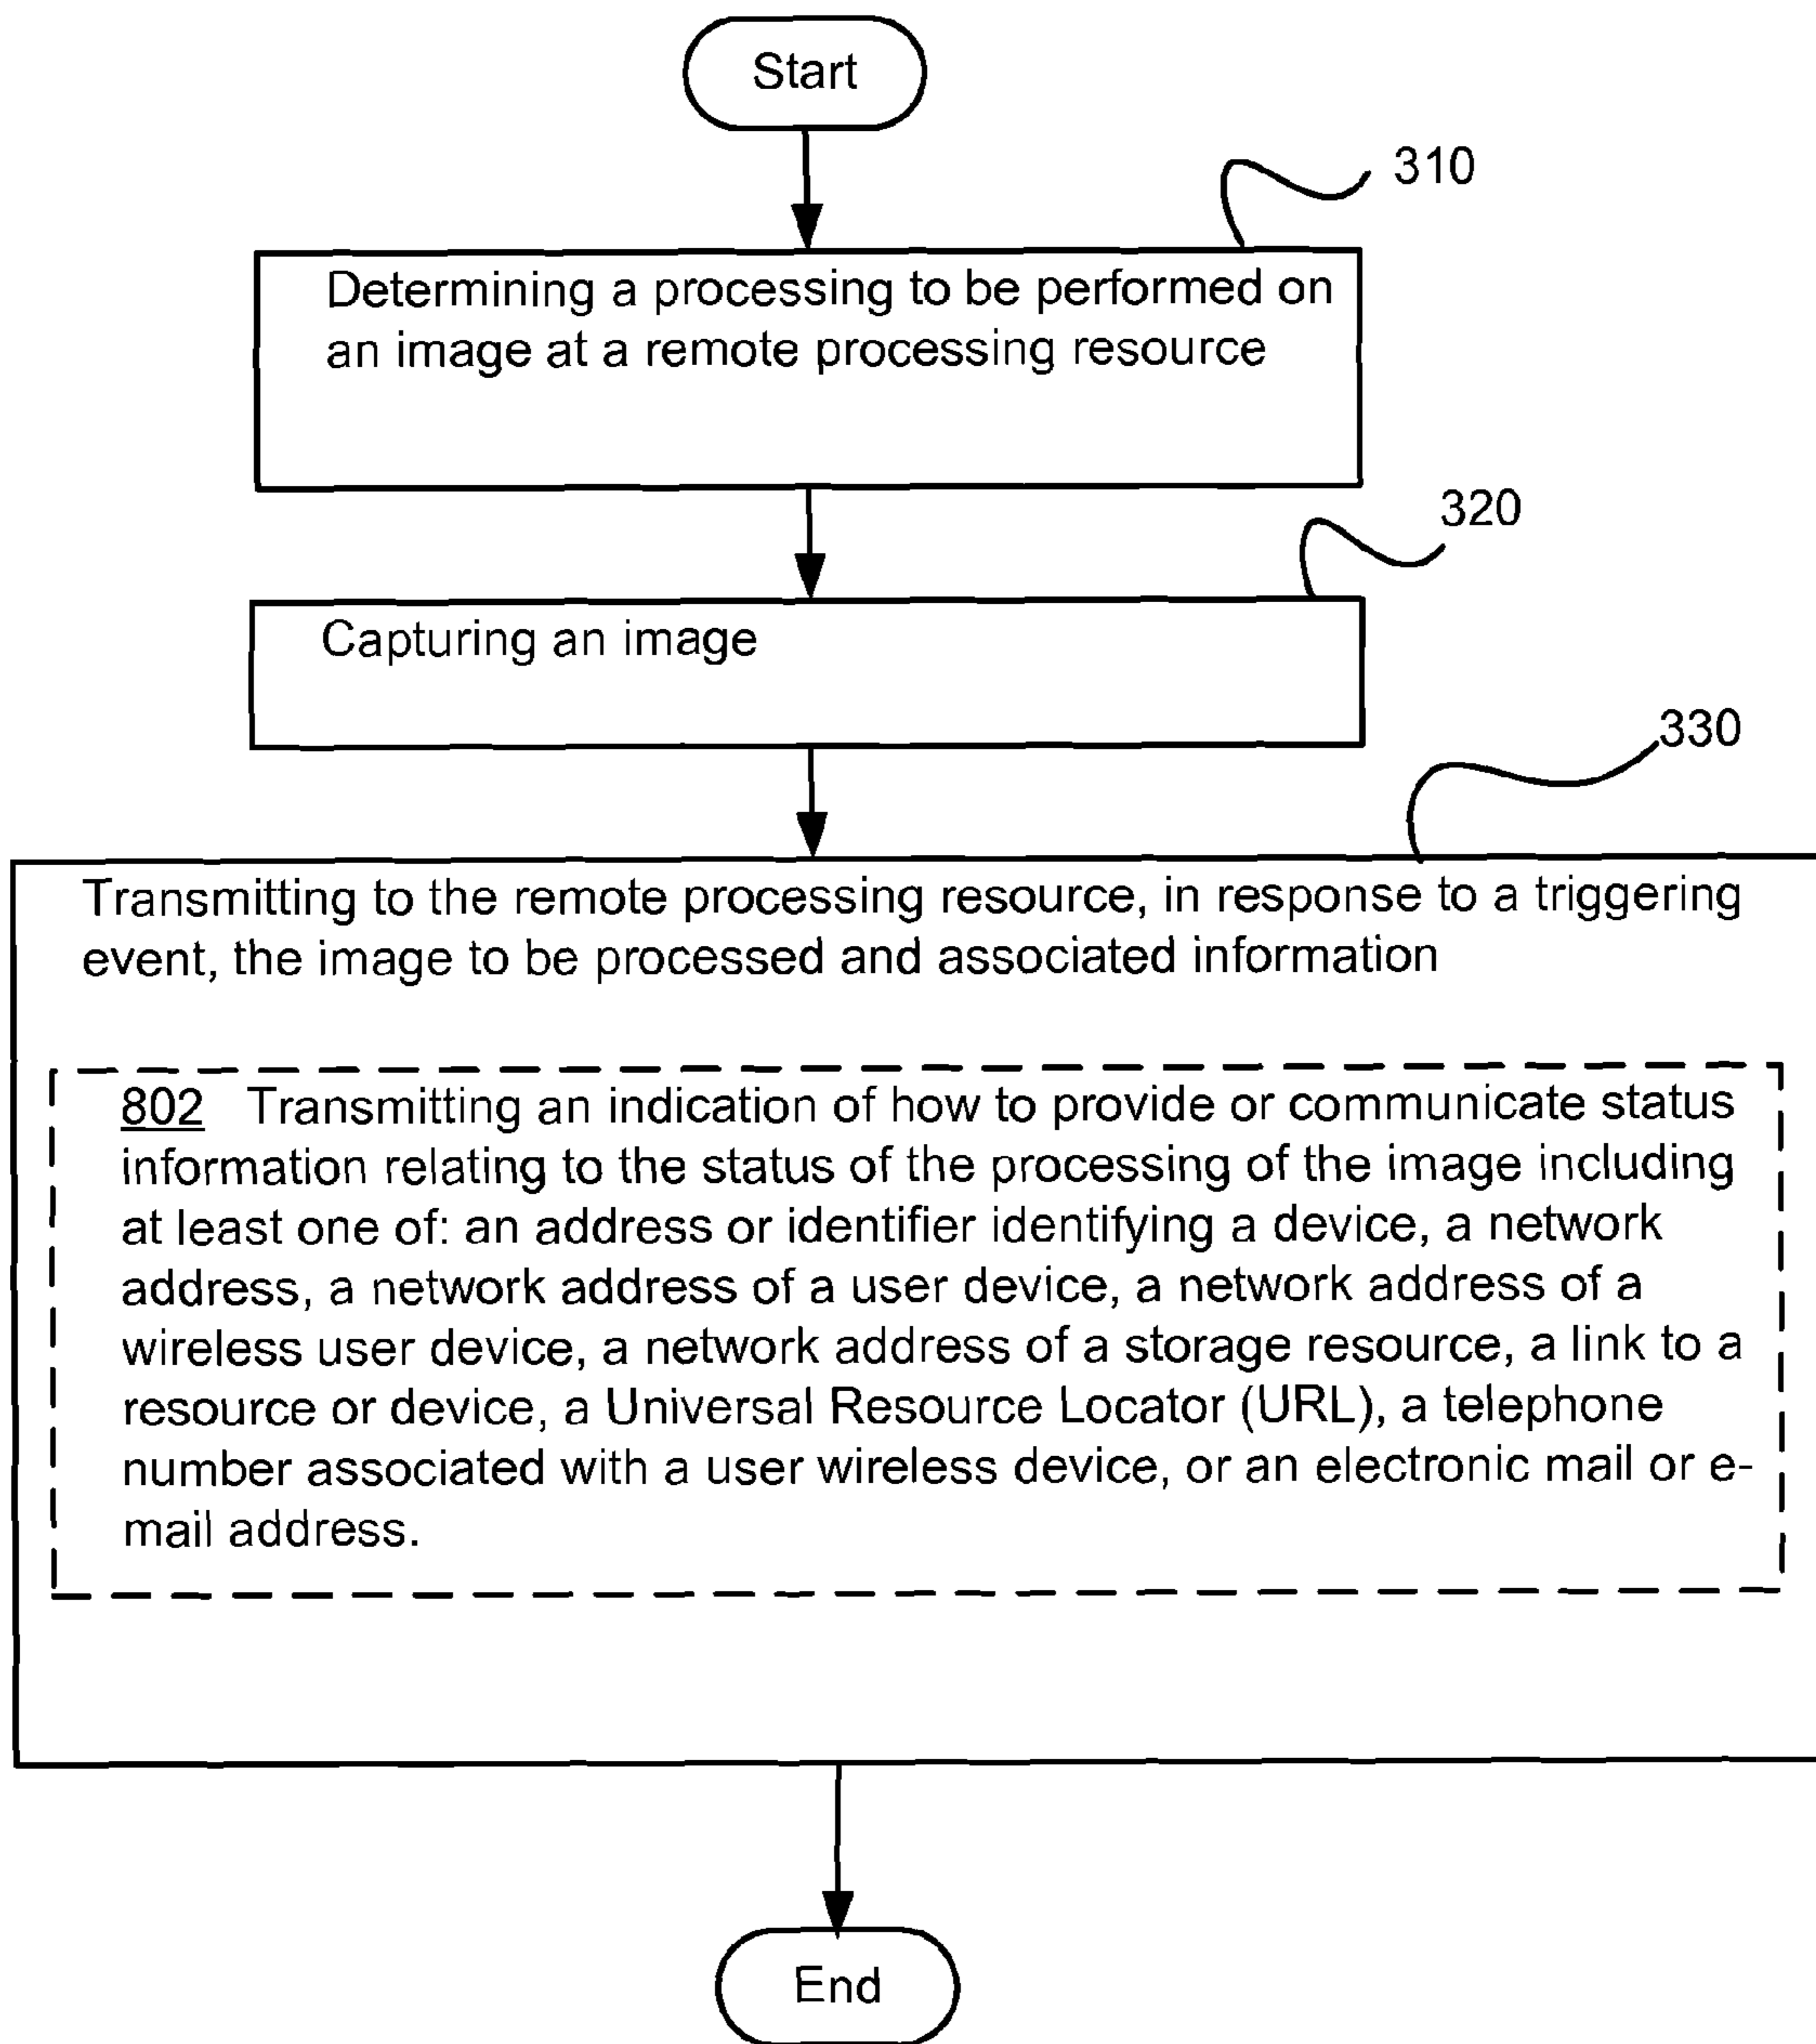 Start
310
Determining a processing to be performed on
an image at a remote processing resource
320
Capturing an image
330
Transmitting to the remote processing resource, in response to a triggering
event, the image to be processed and associated information
802 Transmitting an indication of how to provide or communicate status
information relating to the status of the processing of the image including
at least one of: an address or identifier identifying a device, a network
address, a network address of a user device, a network address of a
wireless user device, a network address of a storage resource, a link to a
resource or device, a Universal Resource Locator (URL), a telephone
number associated with a user wireless device, or an electronic mail or e-
mail address.
End